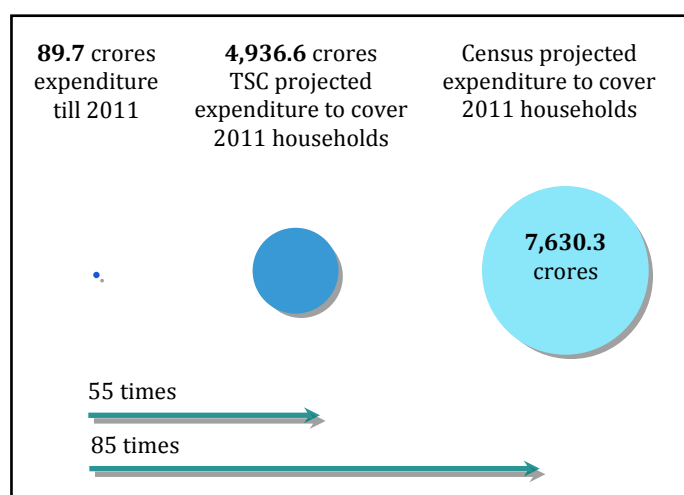 89.7 crores
expenditure
till 2011
4,936.6 crores
TSC projected
expenditure to cover
2011 households
Census projected
expenditure to cover
2011 households
7,630.3
crores
55 times
85 times